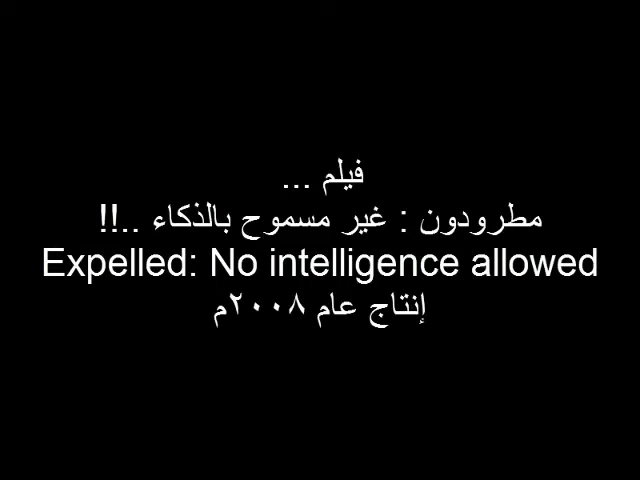 فيلم ...
مطرودون : غير مسموح بالذكاء ..!!
Expelled: No intelligence allowed
إنتاج عام ٢٠٠٨م